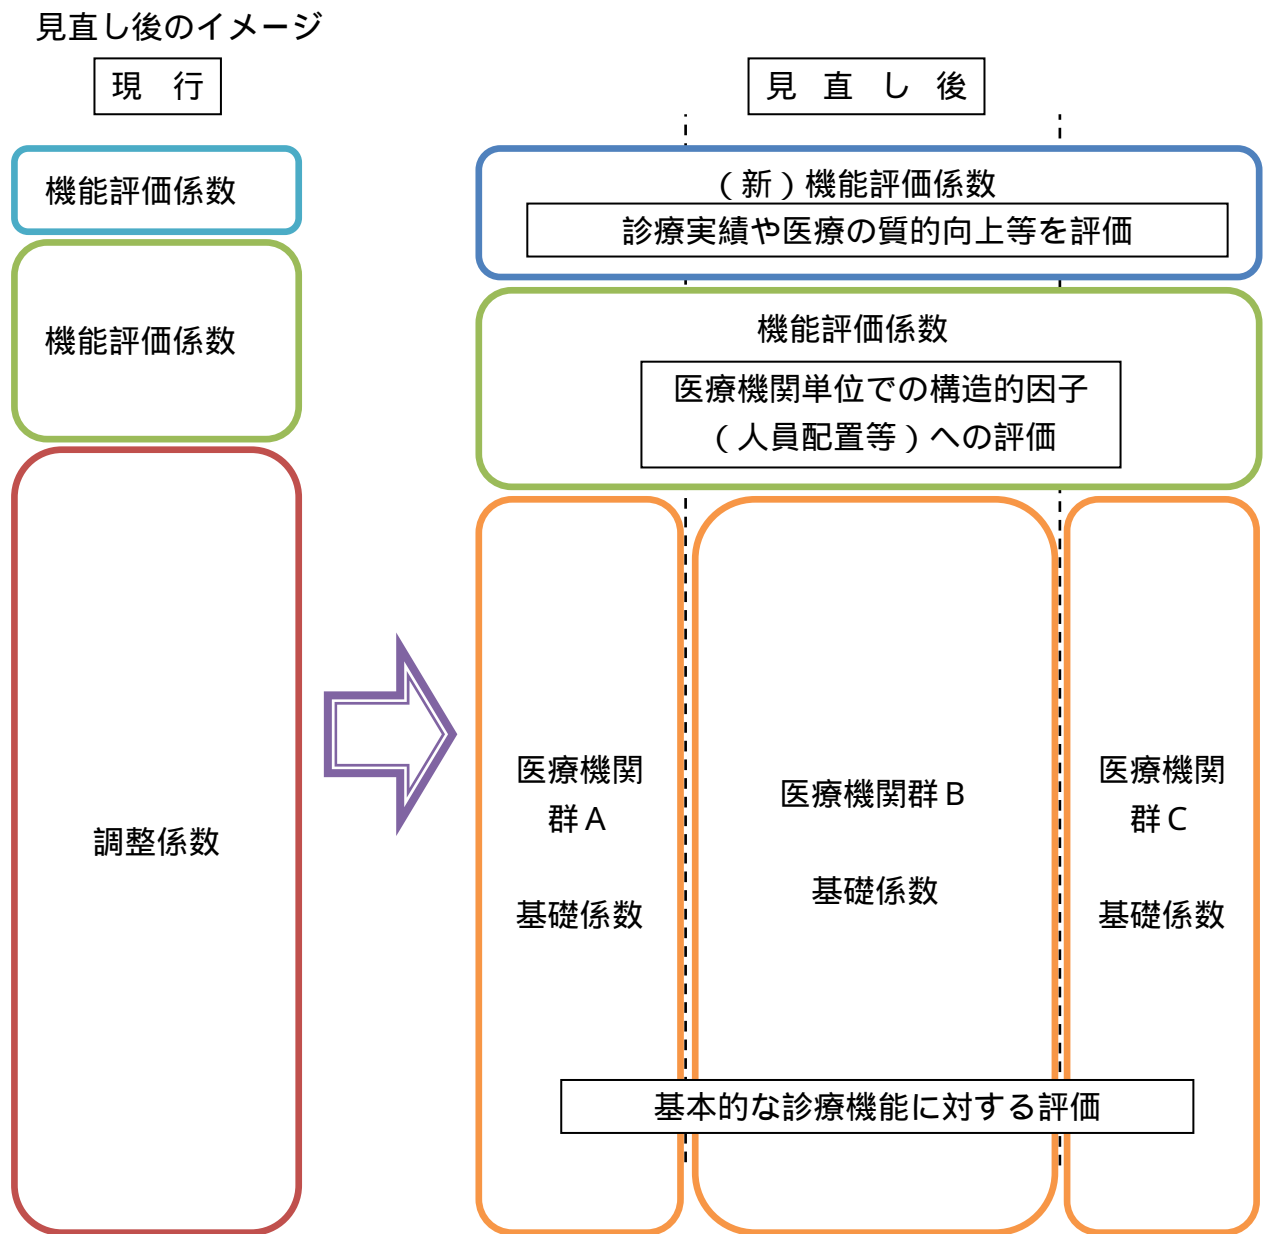 見直し後のイメージ
現　行
機能評価係数
機能評価係数
調整係数
見 直 し 後
（新）機能評価係数
診療実績や医療の質的向上等を評価
機能評価係数
医療機関単位での構造的因子
（人員配置等）への評価
医療機関
群Ａ
基礎係数
医療機関群Ｂ
基礎係数
医療機関
群Ｃ
基礎係数
基本的な診療機能に対する評価